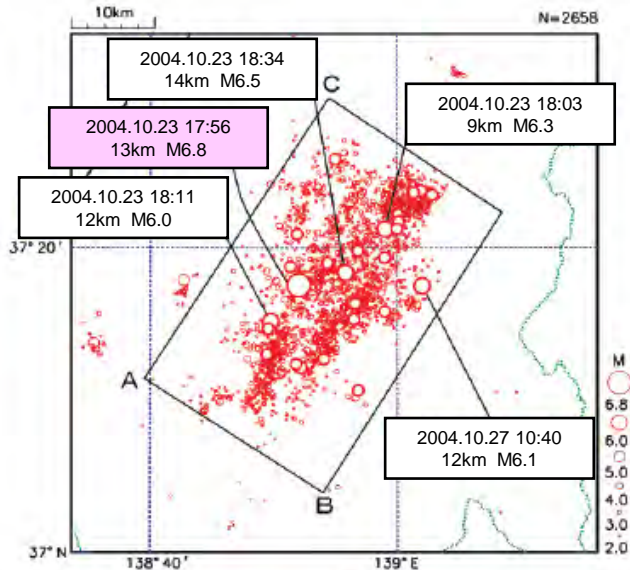 10km
N=2658
2004.10.23 18:34
14km M6.5
C
2004.10.23 18:03
9km M6.3
2004.10.23 17:56
13km M6.8
2004.10.23 18:11
12km M6.0
37° 20'
A
M
6.8
6.0
5.0
4.0
3.0
2.0
2004.10.27 10:40
12km M6.1
B
37° N
138° 40'
139° E